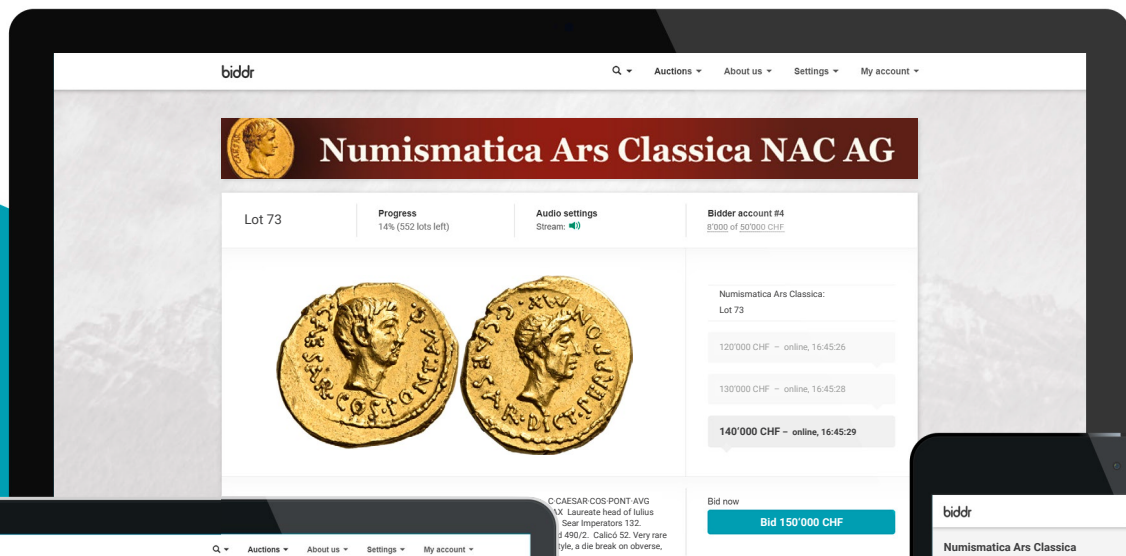 biddr
Auctions About us Settings My account
Numismatica Ars Classica NAC AG
Lot 73
Progress
14% (552 lots left)
Audio settings
Stream:
Bidder account #4
8'000 of 50'000 CHF
Numismatica Ars Classica:
Lot 73
120'000 CHF – online, 16:45:26
130'000 CHF – online, 16:45:28
140'000 CHF – online, 16:45:29
C·CAESAR·COS·PONT·AVG
Laureate head of Iulius
Sear Imperators 132.
490/2. Calicó 52. Very rare
a die break on obverse,
Bid now
Bid 150'000 CHF
Auctions About us Settings My account
biddr
Numismatica Ars Classica